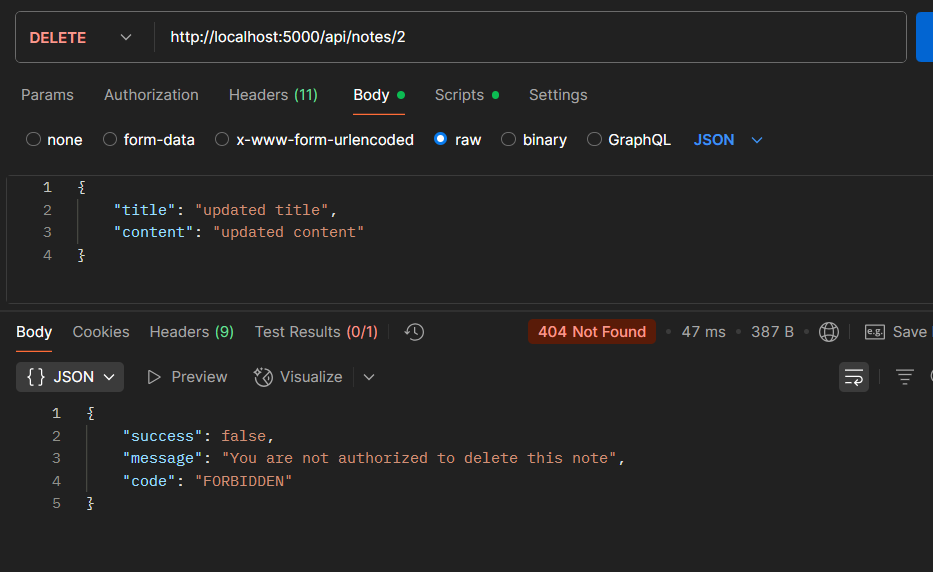 DELETE http://localhost:5000/api/notes/2
Params Authorization Headers (11) Body Scripts Settings
none form-data x-www-form-urlencoded raw binary GraphQL JSON
1 {
2 "title": "updated title",
3 "content": "updated content"
4 }
Body Cookies Headers (9) Test Results (0/1) 404 Not Found 47 ms 387 B e.g. Save
{} JSON Preview Visualize
1 {
2 "success": false,
3 "message": "You are not authorized to delete this note",
4 "code": "FORBIDDEN"
5 }